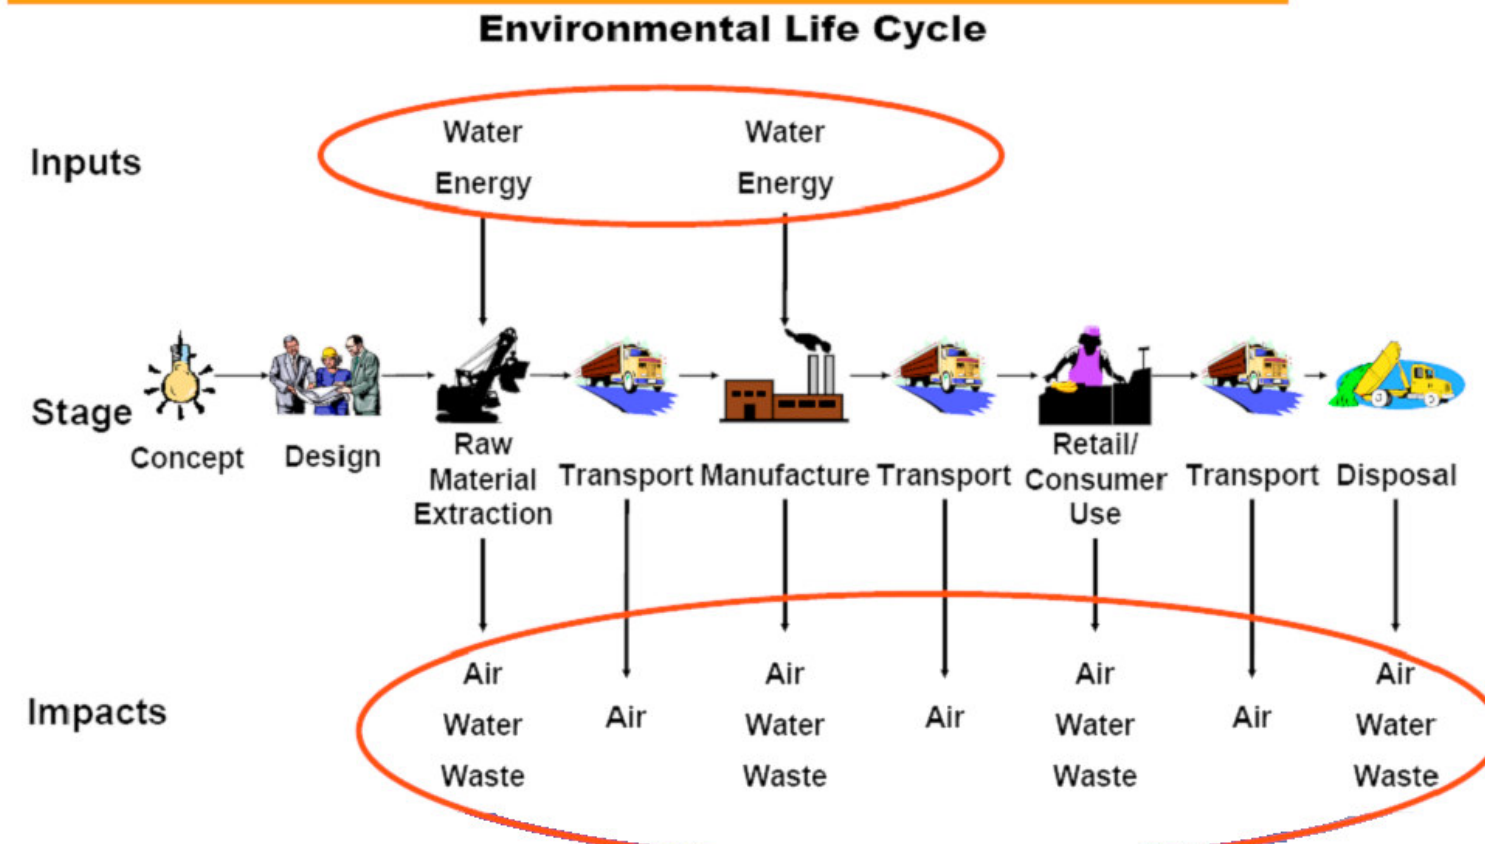 Environmental Life Cycle
Inputs
Water
Energy
Water
Energy
Stage
Concept
Design
Raw
Material
Extraction
Transport
Manufacture
Transport
Retail/
Consumer
Use
Transport
Disposal
Impacts
Air
Water
Waste
Air
Air
Water
Waste
Air
Air
Water
Waste
Air
Air
Water
Waste